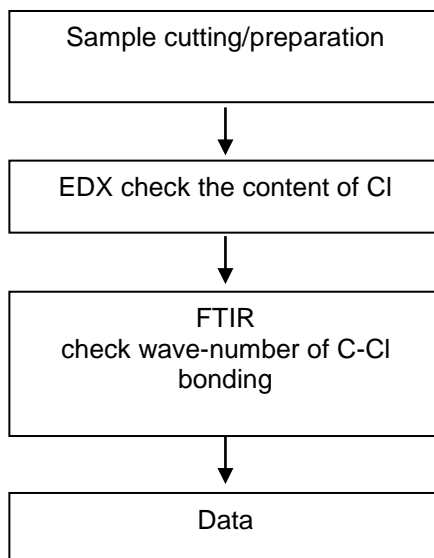 Sample cutting/preparation
EDX check the content of Cl
FTIR
check wave-number of C-Cl
bonding
Data